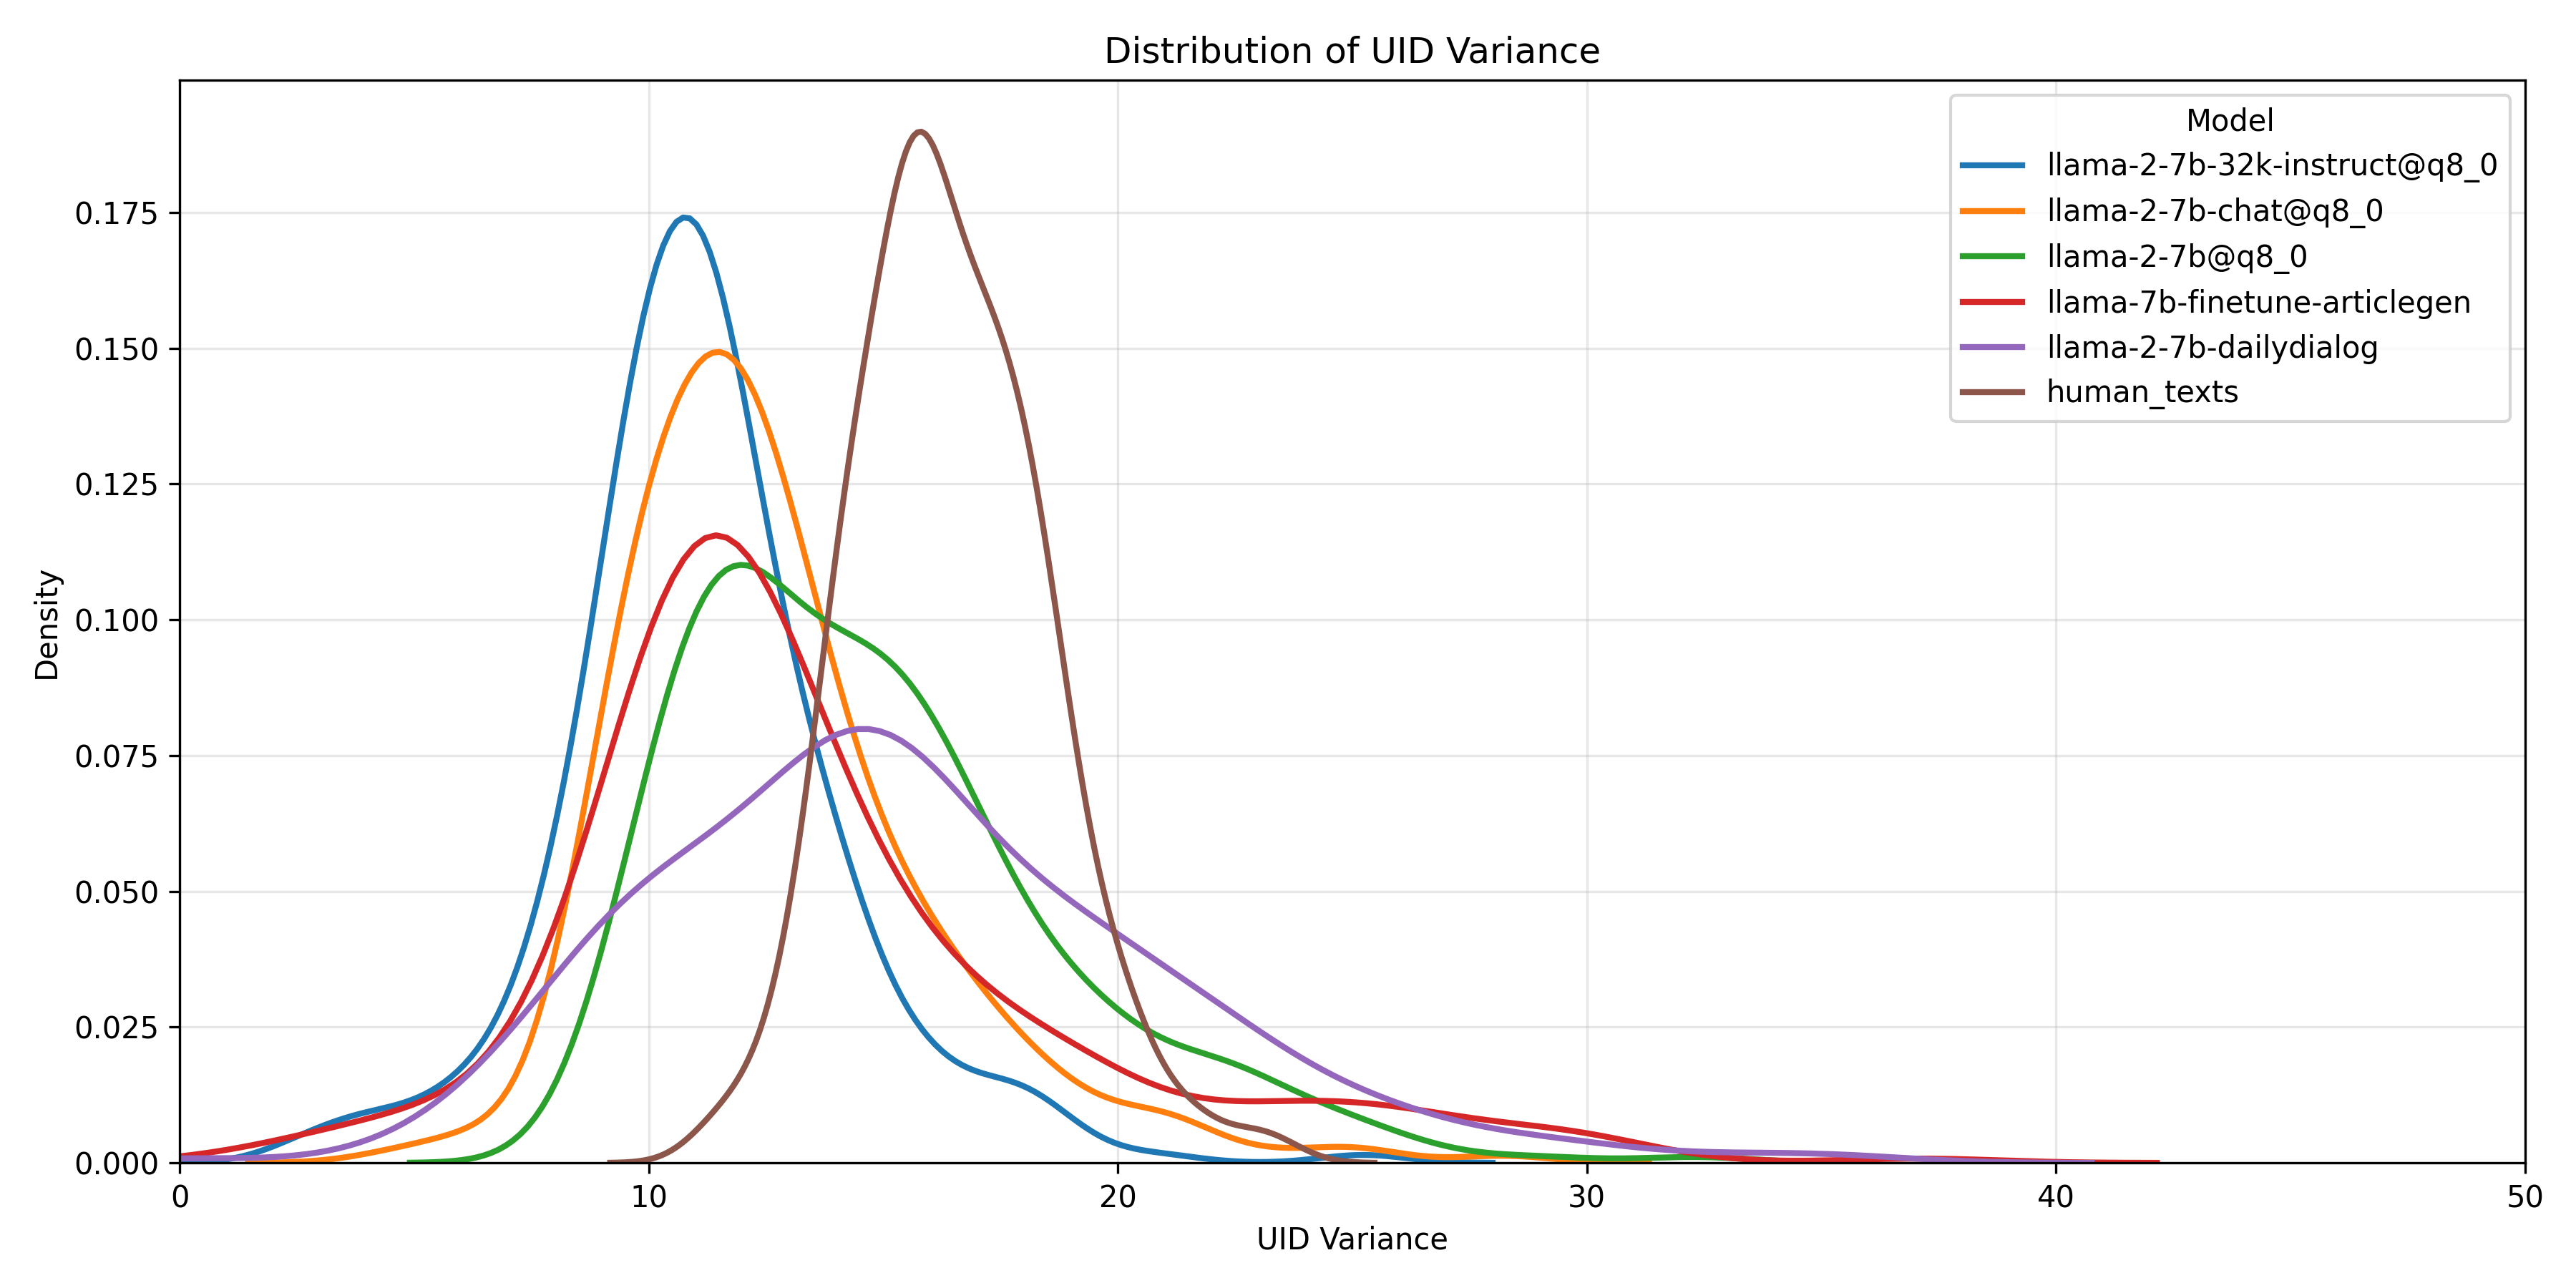 Distribution of UID Variance
Model
llama-2-7b-32k-instruct@q8_0
llama-2-7b-chat@q8_0
llama-2-7b@q8_0
llama-7b-finetune-articlegen
llama-2-7b-dailydialog
human_texts
Density
0.175
0.150
0.125
0.100
0.075
0.050
0.025
0.000
0 10 20 30 40 50
UID Variance